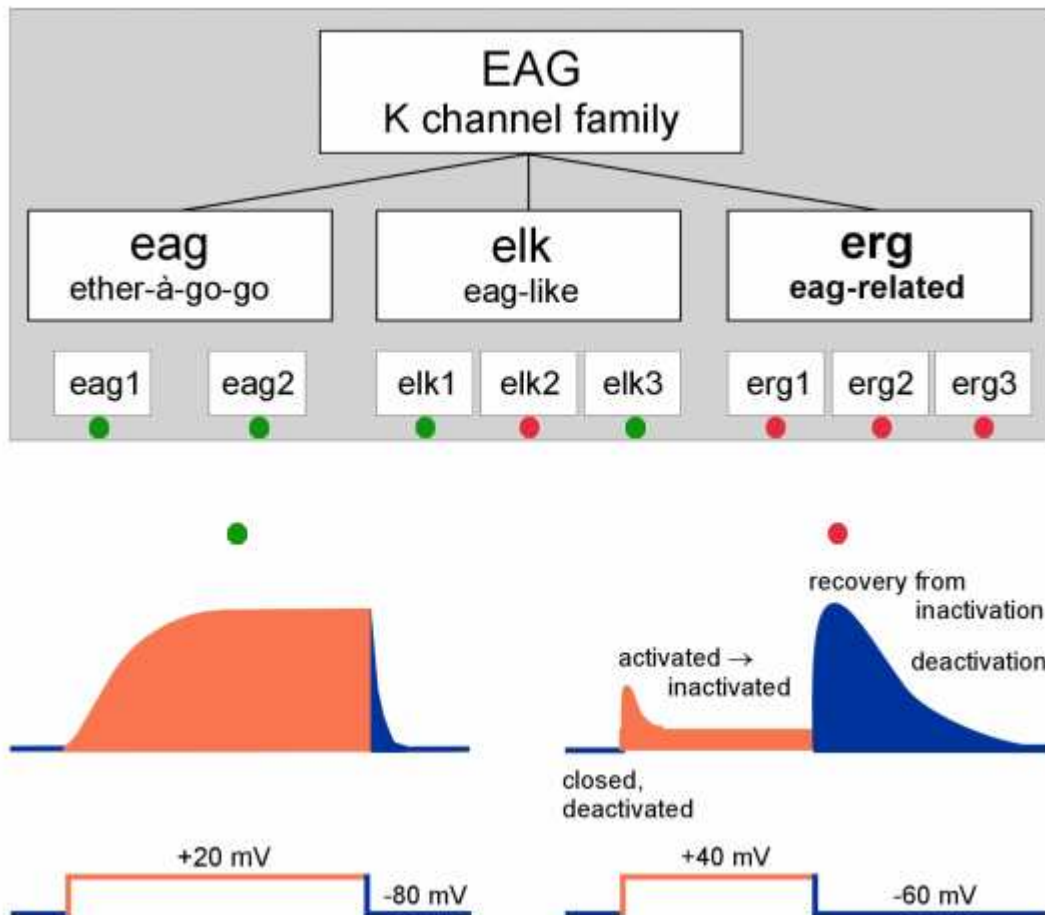 EAG
K channel family
eag
ether-à-go-go
elk
eag-like
erg
eag-related
eag1
eag2
elk1
elk2
elk3
erg1
erg2
erg3
recovery from
inactivation
activated →
inactivated
deactivation
closed,
deactivated
+20 mV
-80 mV
+40 mV
-60 mV